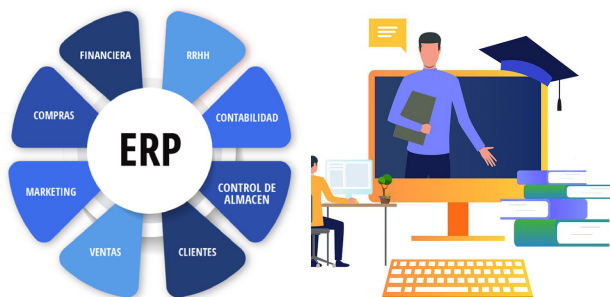 FINANCIERA
RRHH
COMPRAS
CONTABILIDAD
ERP
MARKETING
CONTROL DE
ALMACEN
VENTAS
CLIENTES